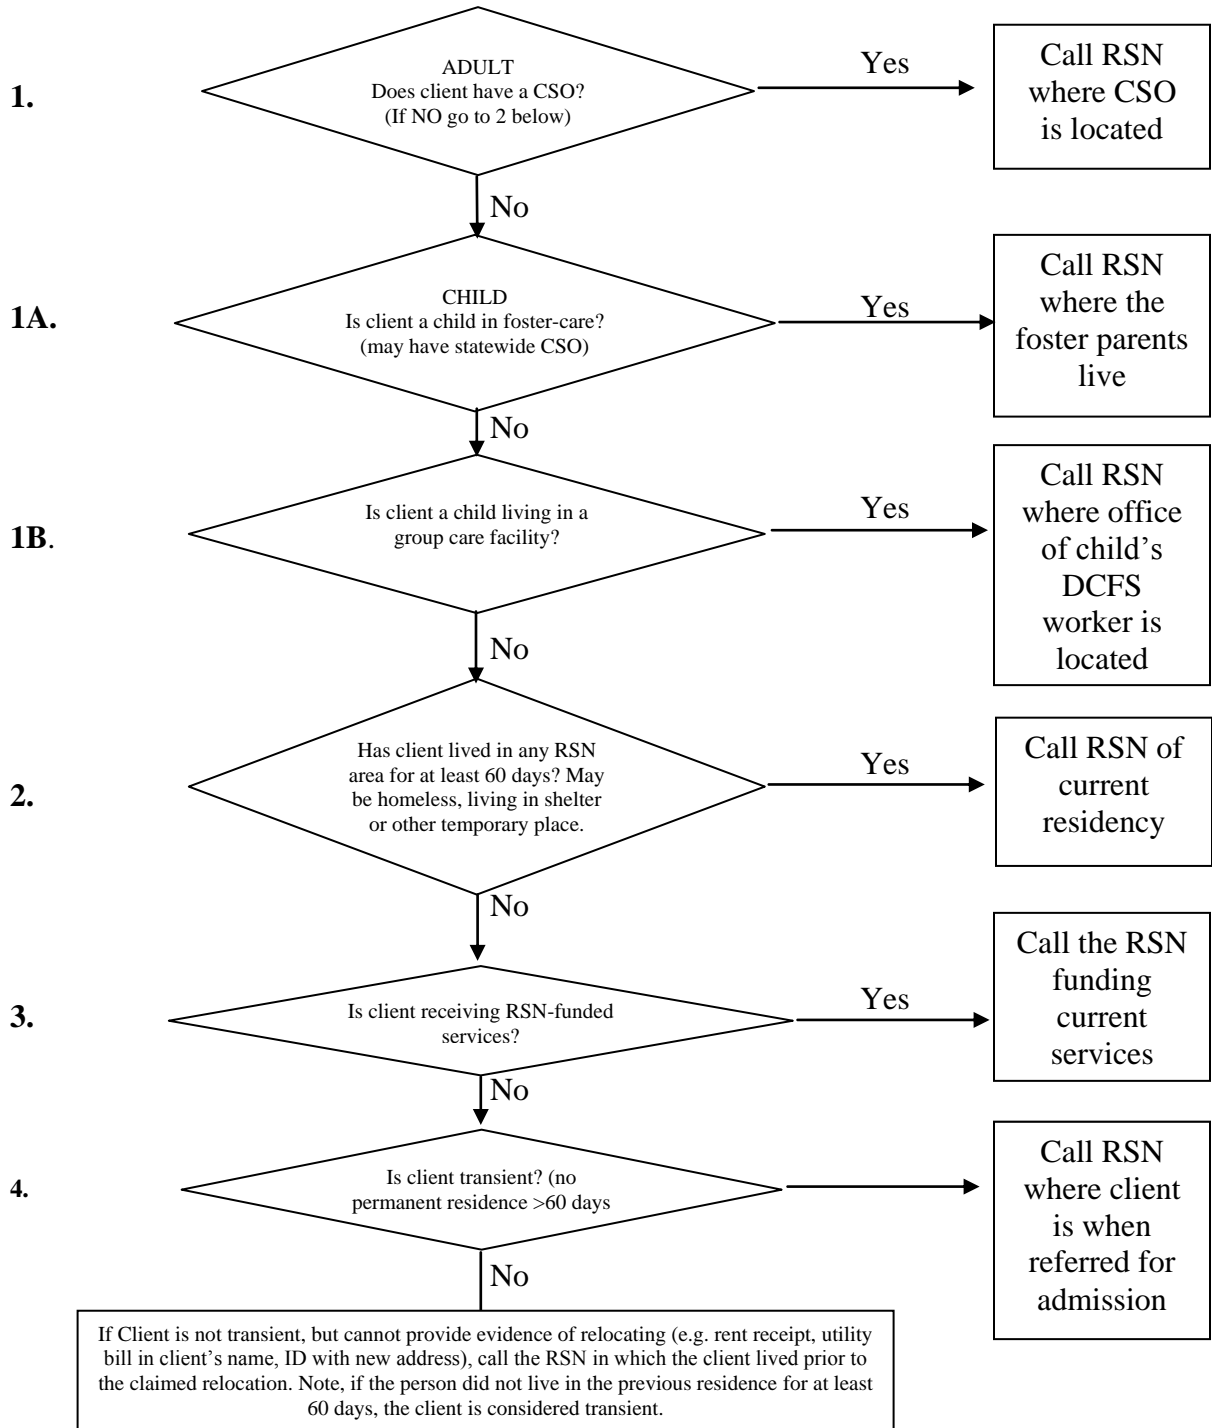 1.
ADULT
Does client have a CSO?
(If NO go to 2 below)
Yes
Call RSN
where CSO
is located
No
1A.
CHILD
Is client a child in foster-care?
(may have statewide CSO)
Yes
Call RSN
where the
foster parents
live
No
1B.
Is client a child living in a
group care facility?
Yes
Call RSN
where office
of child’s
DCFS
worker is
located
No
2.
Has client lived in any RSN
area for at least 60 days? May
be homeless, living in shelter
or other temporary place.
Yes
Call RSN of
current
residency
No
3.
Is client receiving RSN-funded
services?
Yes
Call the RSN
funding
current
services
No
4.
Is client transient? (no
permanent residence >60 days
Call RSN
where client
is when
referred for
admission
No
If Client is not transient, but cannot provide evidence of relocating (e.g. rent receipt, utility
bill in client’s name, ID with new address), call the RSN in which the client lived prior to
the claimed relocation. Note, if the person did not live in the previous residence for at least
60 days, the client is considered transient.